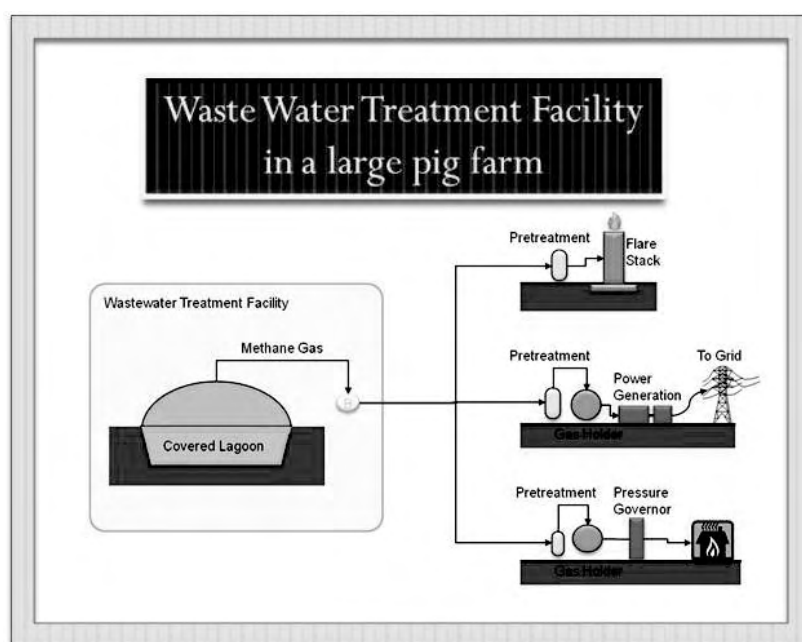 Waste Water Treatment Facility
in a large pig farm
Pretreatment
Flare
Stack
Wastewater Treatment Facility
Methane Gas
Covered Lagoon
Pretreatment
Power
Generation
To Grid
Gas Holder
Pretreatment
Pressure
Governor
Gas Holder